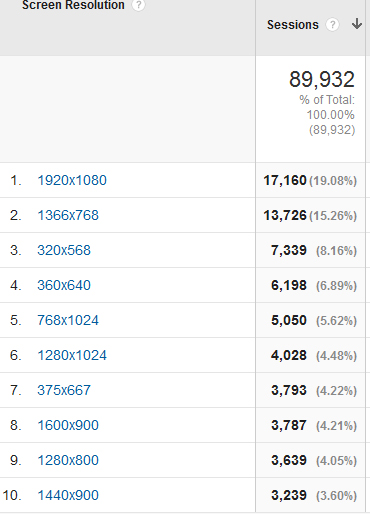 Screen Resolution ?
Sessions ? ↓
89,932
% of Total:
100.00%
(89,932)
1. 1920x1080 17,160 (19.08%)
2. 1366x768 13,726 (15.26%)
3. 320x568 7,339 (8.16%)
4. 360x640 6,198 (6.89%)
5. 768x1024 5,050 (5.62%)
6. 1280x1024 4,028 (4.48%)
7. 375x667 3,793 (4.22%)
8. 1600x900 3,787 (4.21%)
9. 1280x800 3,639 (4.05%)
10. 1440x900 3,239 (3.60%)